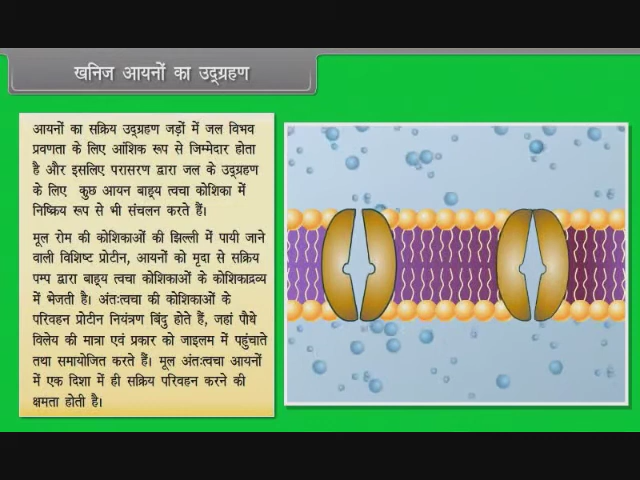 खनिज आयनों का उद्ग्रहण
आयनों का सक्रिय उद्ग्रहण जड़ों में जल विभव
प्रवणता के लिए आंशिक रूप से जिम्मेदार होता
है और इसलिए परासरण द्वारा जल के उद्ग्रहण
के लिए कुछ आयन बाह्य त्वचा कोशिका में
निष्क्रिय रूप से भी संचलन करते हैं।
मूल रोम की कोशिकाओं की झिल्ली में पायी जाने
वाली विशिष्ट प्रोटीन, आयनों को मृदा से सक्रिय
पम्प द्वारा बाह्य त्वचा कोशिकाओं के कोशिकाद्रव्य
में भेजती है। अंतःत्वचा की कोशिकाओं के
परिवहन प्रोटीन नियंत्रण बिंदु होते हैं, जहां पौधे
विलेय की मात्रा एवं प्रकार को जाइलम में पहुंचाते
तथा समायोजित करते हैं। मूल अंतःत्वचा आयनों
में एक दिशा में ही सक्रिय परिवहन करने की
क्षमता होती है।